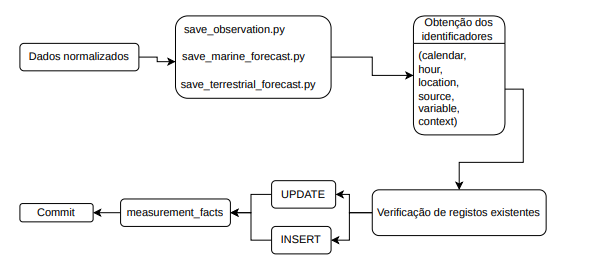 Dados normalizados
save_observation.py
save_marine_forecast.py
save_terrestrial_forecast.py
Obtenção dos
identificadores
(calendar,
hour,
location,
source,
variable,
context)
Verificação de registos existentes
UPDATE
INSERT
measurement_facts
Commit